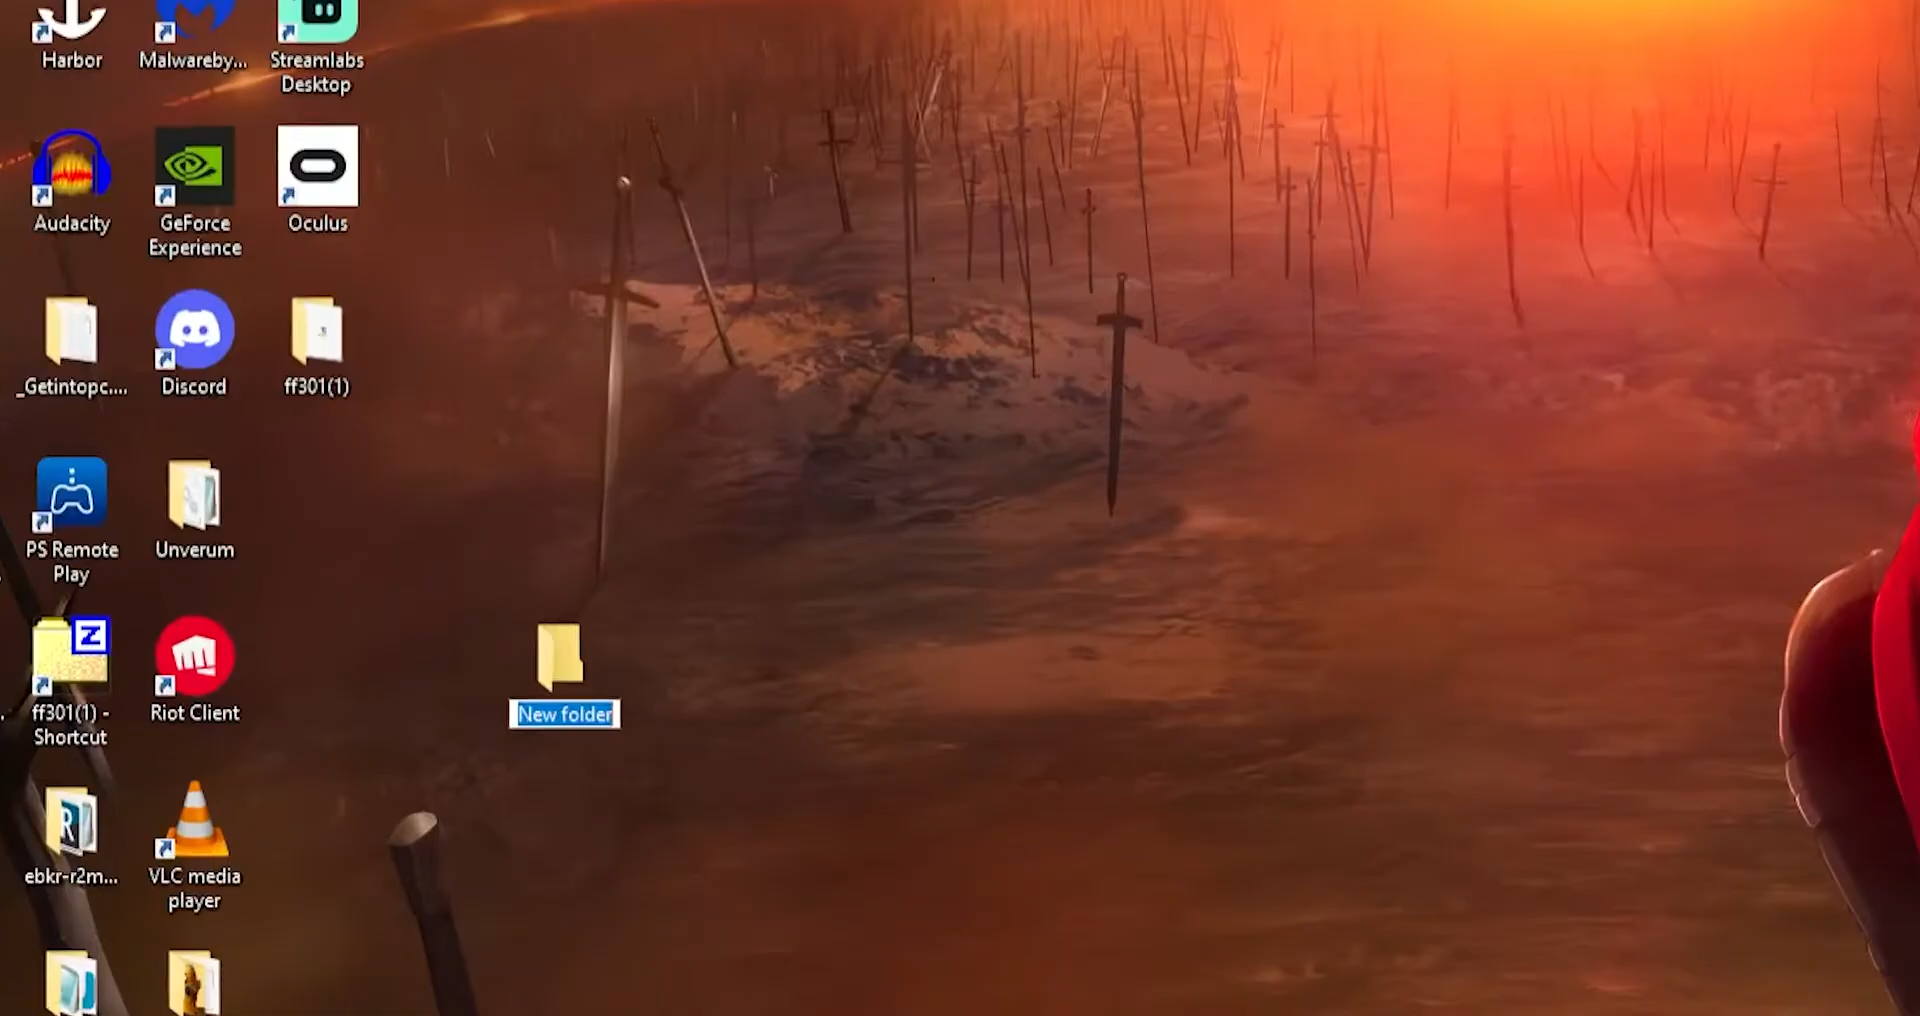 Harbor
Malwareby...
Streamlabs
Desktop
Audacity
GeForce
Experience
Oculus
_Getintopc....
Discord
ff301(1)
PS Remote
Play
Unverum
Z
ff301(1) -
Shortcut
Riot Client
New folder
R
ebkr-r2m...
VLC media
player